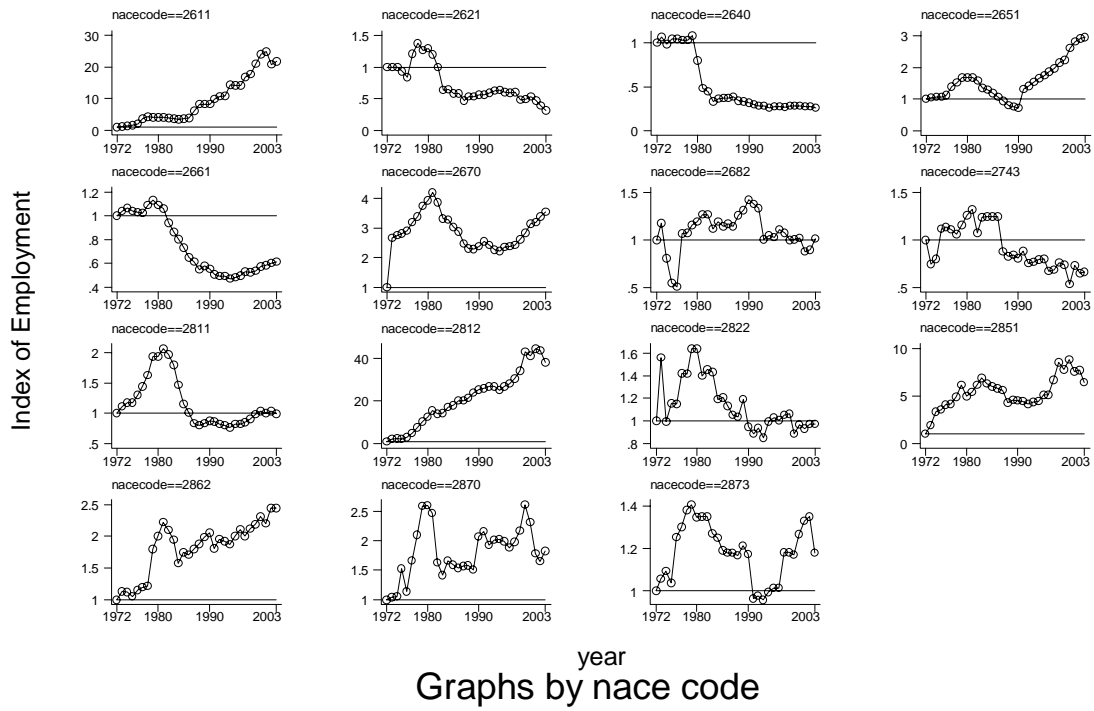 nacecode==2611
nacecode==2621
nacecode==2640
nacecode==2651
30
20
10
0
1972 1980 1990 2003
1.5
1
.5
0
1972 1980 1990 2003
1
.5
0
1972 1980 1990 2003
3
2
1
0
1972 1980 1990 2003
nacecode==2661
nacecode==2670
nacecode==2682
nacecode==2743
1.2
1
.8
.6
.4
1972 1980 1990 2003
4
3
2
1
1972 1980 1990 2003
1.5
1
.5
1972 1980 1990 2003
1.5
1
.5
1972 1980 1990 2003
nacecode==2811
nacecode==2812
nacecode==2822
nacecode==2851
2
1.5
1
.5
1972 1980 1990 2003
40
20
0
1972 1980 1990 2003
1.6
1.4
1.2
1
.8
1972 1980 1990 2003
10
5
0
1972 1980 1990 2003
nacecode==2862
nacecode==2870
nacecode==2873
2.5
2
1.5
1
1972 1980 1990 2003
2.5
2
1.5
1
1972 1980 1990 2003
1.4
1.2
1
1972 1980 1990 2003
Index of Employment
year
Graphs by nace code